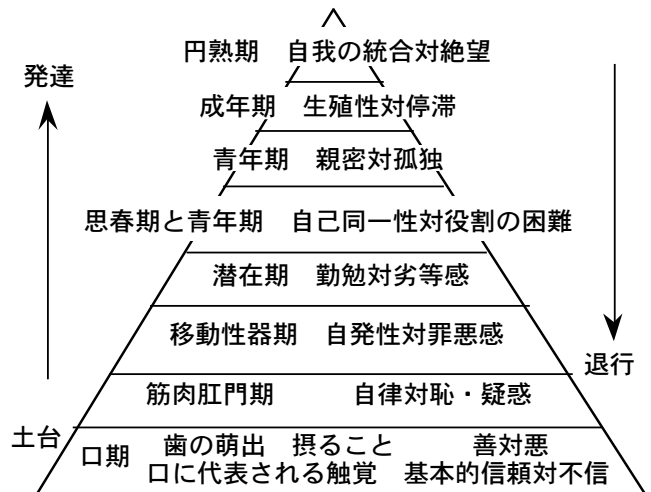 円熟期 自我の統合対絶望
発達
成年期 生殖性対停滞
青年期 親密対孤独
思春期と青年期 自己同一性対役割の困難
潜在期 勤勉対劣等感
移動性器期 自発性対罪悪感
退行
筋肉肛門期 自律対恥・疑惑
土台
口期 歯の萌出 摂ること 善対悪
口に代表される触覚 基本的信頼対不信